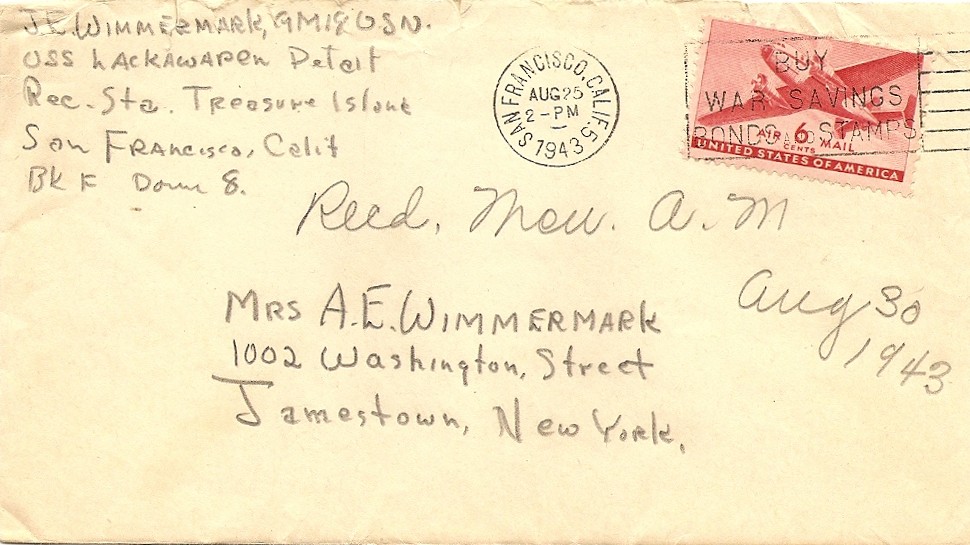 J.E. WIMMERMARK, GM1/c USN.
USS LACKAWAPEN Detait
Rec. Sta. Treasure Island
San Francisco, Calif
BK F Dorm 8.
SAN FRANCISCO, CALIF. 5
AUG 25
2-PM
1943
BUY
WAR SAVINGS
BONDS AND STAMPS
AIR 6 MAIL
CENTS
UNITED STATES OF AMERICA
Recd. Mon. A.M
Aug 30
1943
MRS A.E. WIMMERMARK
1002 Washington, Street
Jamestown, New York.